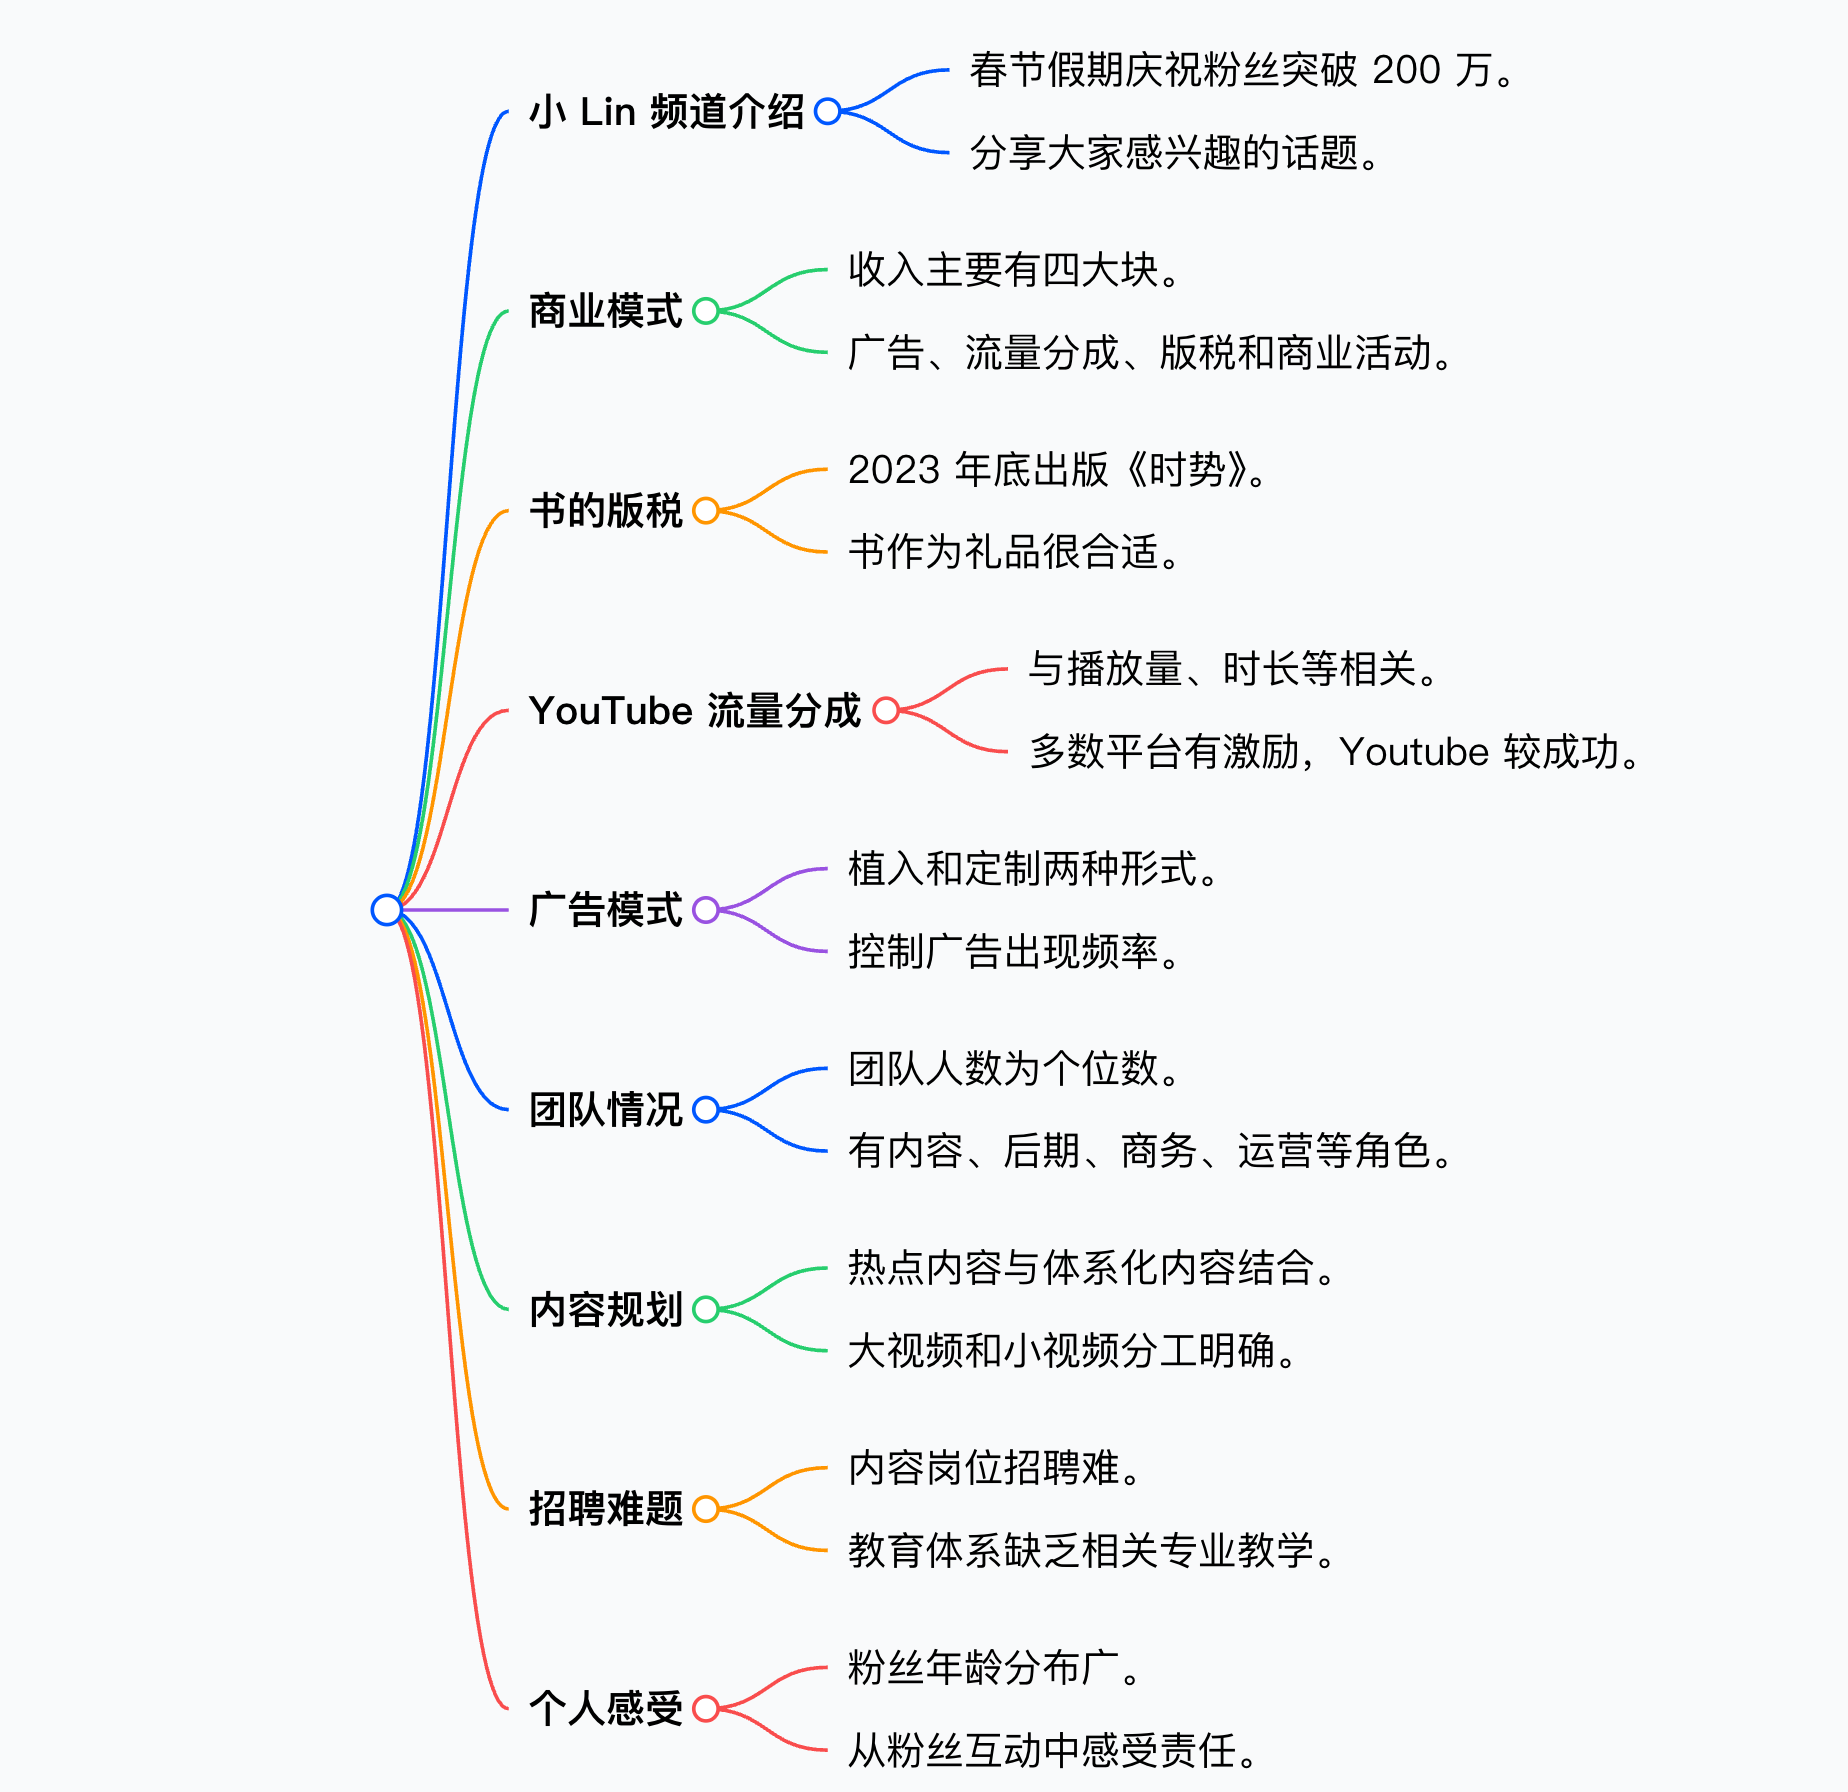 小 Lin 频道介绍
春节假期庆祝粉丝突破 200 万。
分享大家感兴趣的话题。
商业模式
收入主要有四大块。
广告、流量分成、版税和商业活动。
书的版税
2023 年底出版《时势》。
书作为礼品很合适。
YouTube 流量分成
与播放量、时长等相关。
多数平台有激励，Youtube 较成功。
广告模式
植入和定制两种形式。
控制广告出现频率。
团队情况
团队人数为个位数。
有内容、后期、商务、运营等角色。
内容规划
热点内容与体系化内容结合。
大视频和小视频分工明确。
招聘难题
内容岗位招聘难。
教育体系缺乏相关专业教学。
个人感受
粉丝年龄分布广。
从粉丝互动中感受责任。